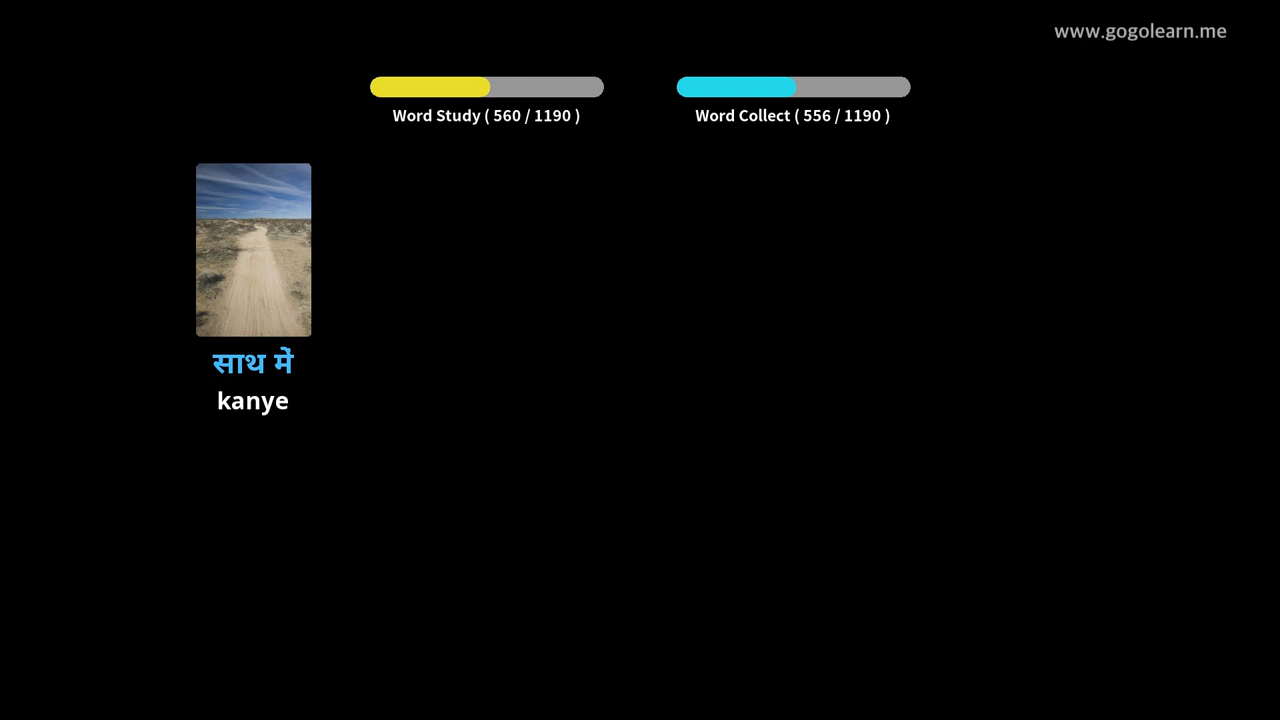 www.gogolearn.me
Word Study ( 560 / 1190 )
Word Collect ( 556 / 1190 )
साथ में
kanye